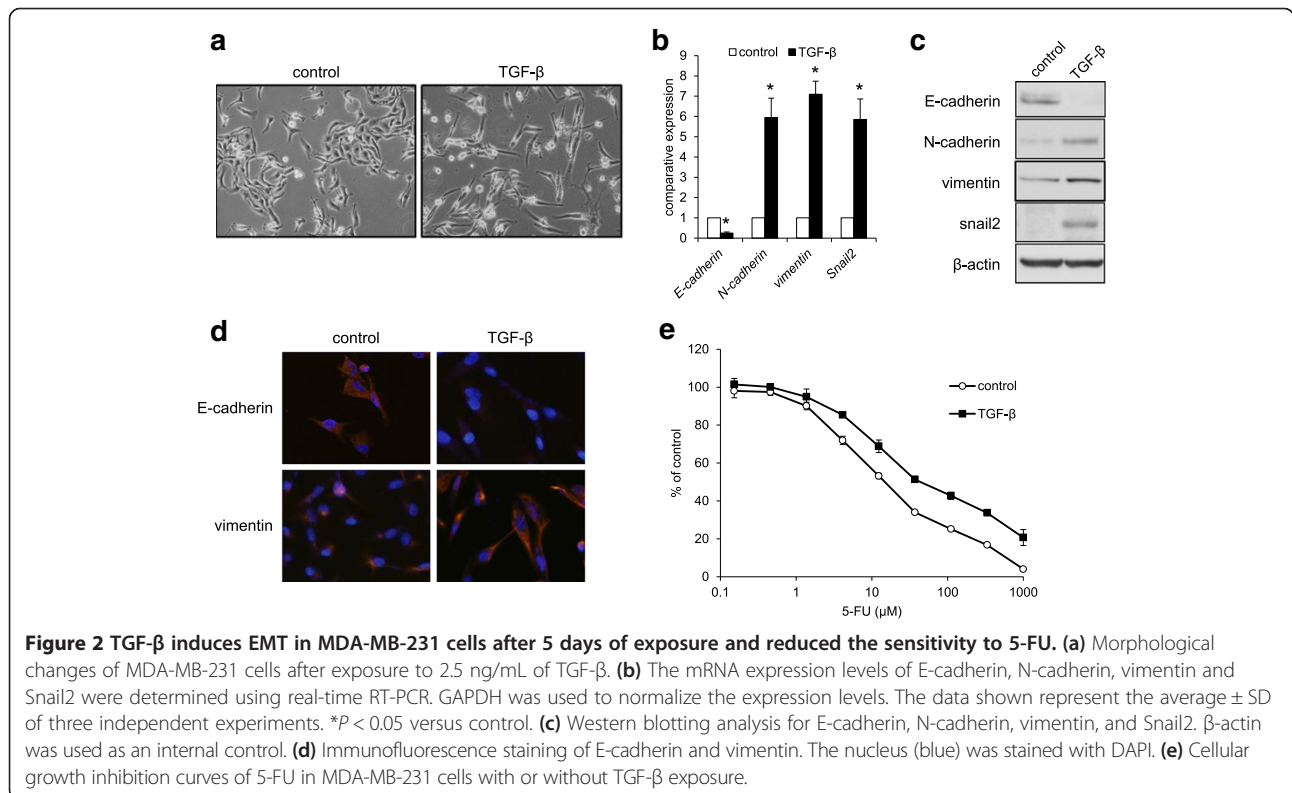 a
control
TGF-β
b
control
TGF-β
comparative expression
9
8
7
6
5
4
3
2
1
0
*
*
*
*
E-cadherin
N-cadherin
vimentin
Snail2
c
control
TGF-β
E-cadherin
N-cadherin
vimentin
snail2
β-actin
d
control
TGF-β
E-cadherin
vimentin
e
% of control
120
100
80
60
40
20
0
0.1
1
10
100
1000
5-FU (μM)
control
TGF-β
Figure 2 TGF-β induces EMT in MDA-MB-231 cells after 5 days of exposure and reduced the sensitivity to 5-FU. (a) Morphological
changes of MDA-MB-231 cells after exposure to 2.5 ng/mL of TGF-β. (b) The mRNA expression levels of E-cadherin, N-cadherin, vimentin and
Snail2 were determined using real-time RT-PCR. GAPDH was used to normalize the expression levels. The data shown represent the average ± SD
of three independent experiments. *P < 0.05 versus control. (c) Western blotting analysis for E-cadherin, N-cadherin, vimentin, and Snail2. β-actin
was used as an internal control. (d) Immunofluorescence staining of E-cadherin and vimentin. The nucleus (blue) was stained with DAPI. (e) Cellular
growth inhibition curves of 5-FU in MDA-MB-231 cells with or without TGF-β exposure.